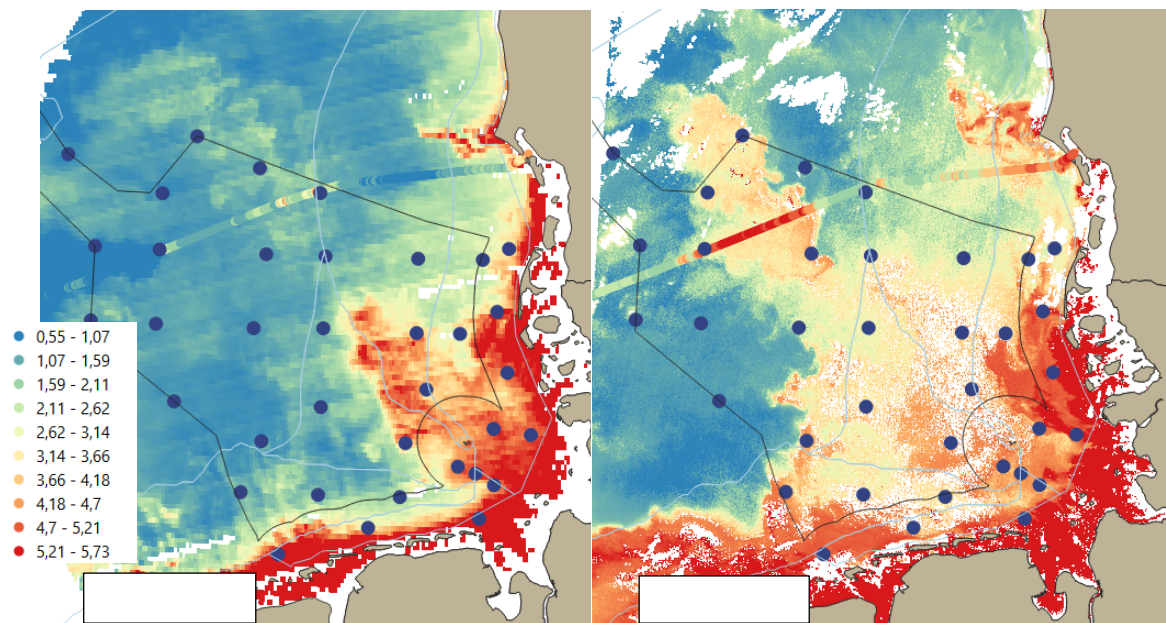 0,55 - 1,07
1,07 - 1,59
1,59 - 2,11
2,11 - 2,62
2,62 - 3,14
3,14 - 3,66
3,66 - 4,18
4,18 - 4,7
4,7 - 5,21
5,21 - 5,73